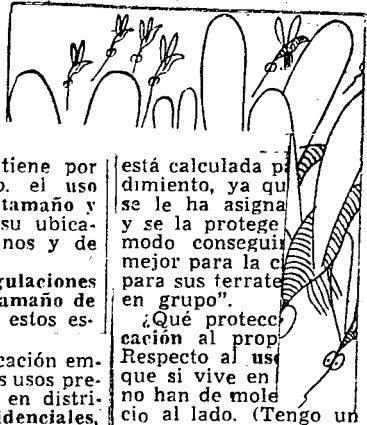 tiene por
o. el uso
tamaño y
su ubica-
nos y de
gulaciones
tamaño de
estos es-
cación em-
s usos pre-
en distri-
idenciales,
está calculada p
dimiento, ya qu
se le ha asigna
y se la protege
modo conseguir
mejor para la c
para sus terrate
en grupo".
¿Qué protecc
cación al prop
Respecto al us
que si vive en
no han de mole
cio al lado. (Tengo un